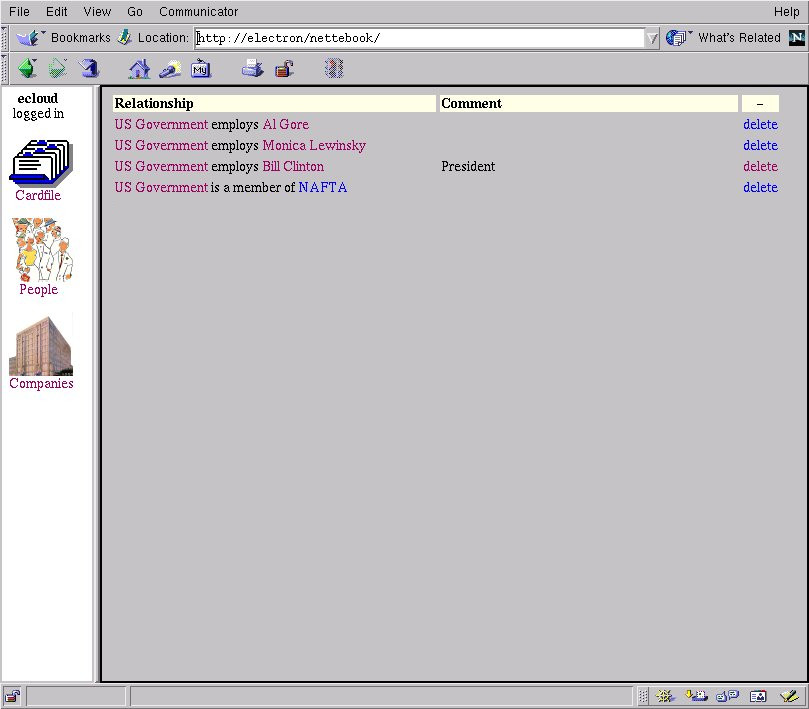 File Edit View Go Communicator Help
Bookmarks Location: http://electron/nettebook/ What's Related N
My
ecloud
logged in
Cardfile
People
Companies
Relationship Comment –
US Government employs Al Gore delete
US Government employs Monica Lewinsky delete
US Government employs Bill Clinton President delete
US Government is a member of NAFTA delete